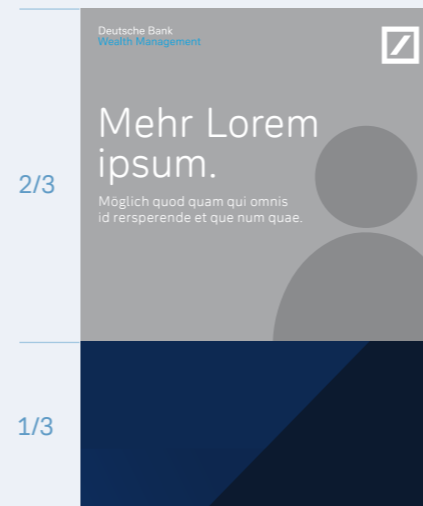 Deutsche Bank
Wealth Management
Mehr Lorem
ipsum.
Möglich quod quam qui omnis
id rersperende et que num quae.
2/3
1/3